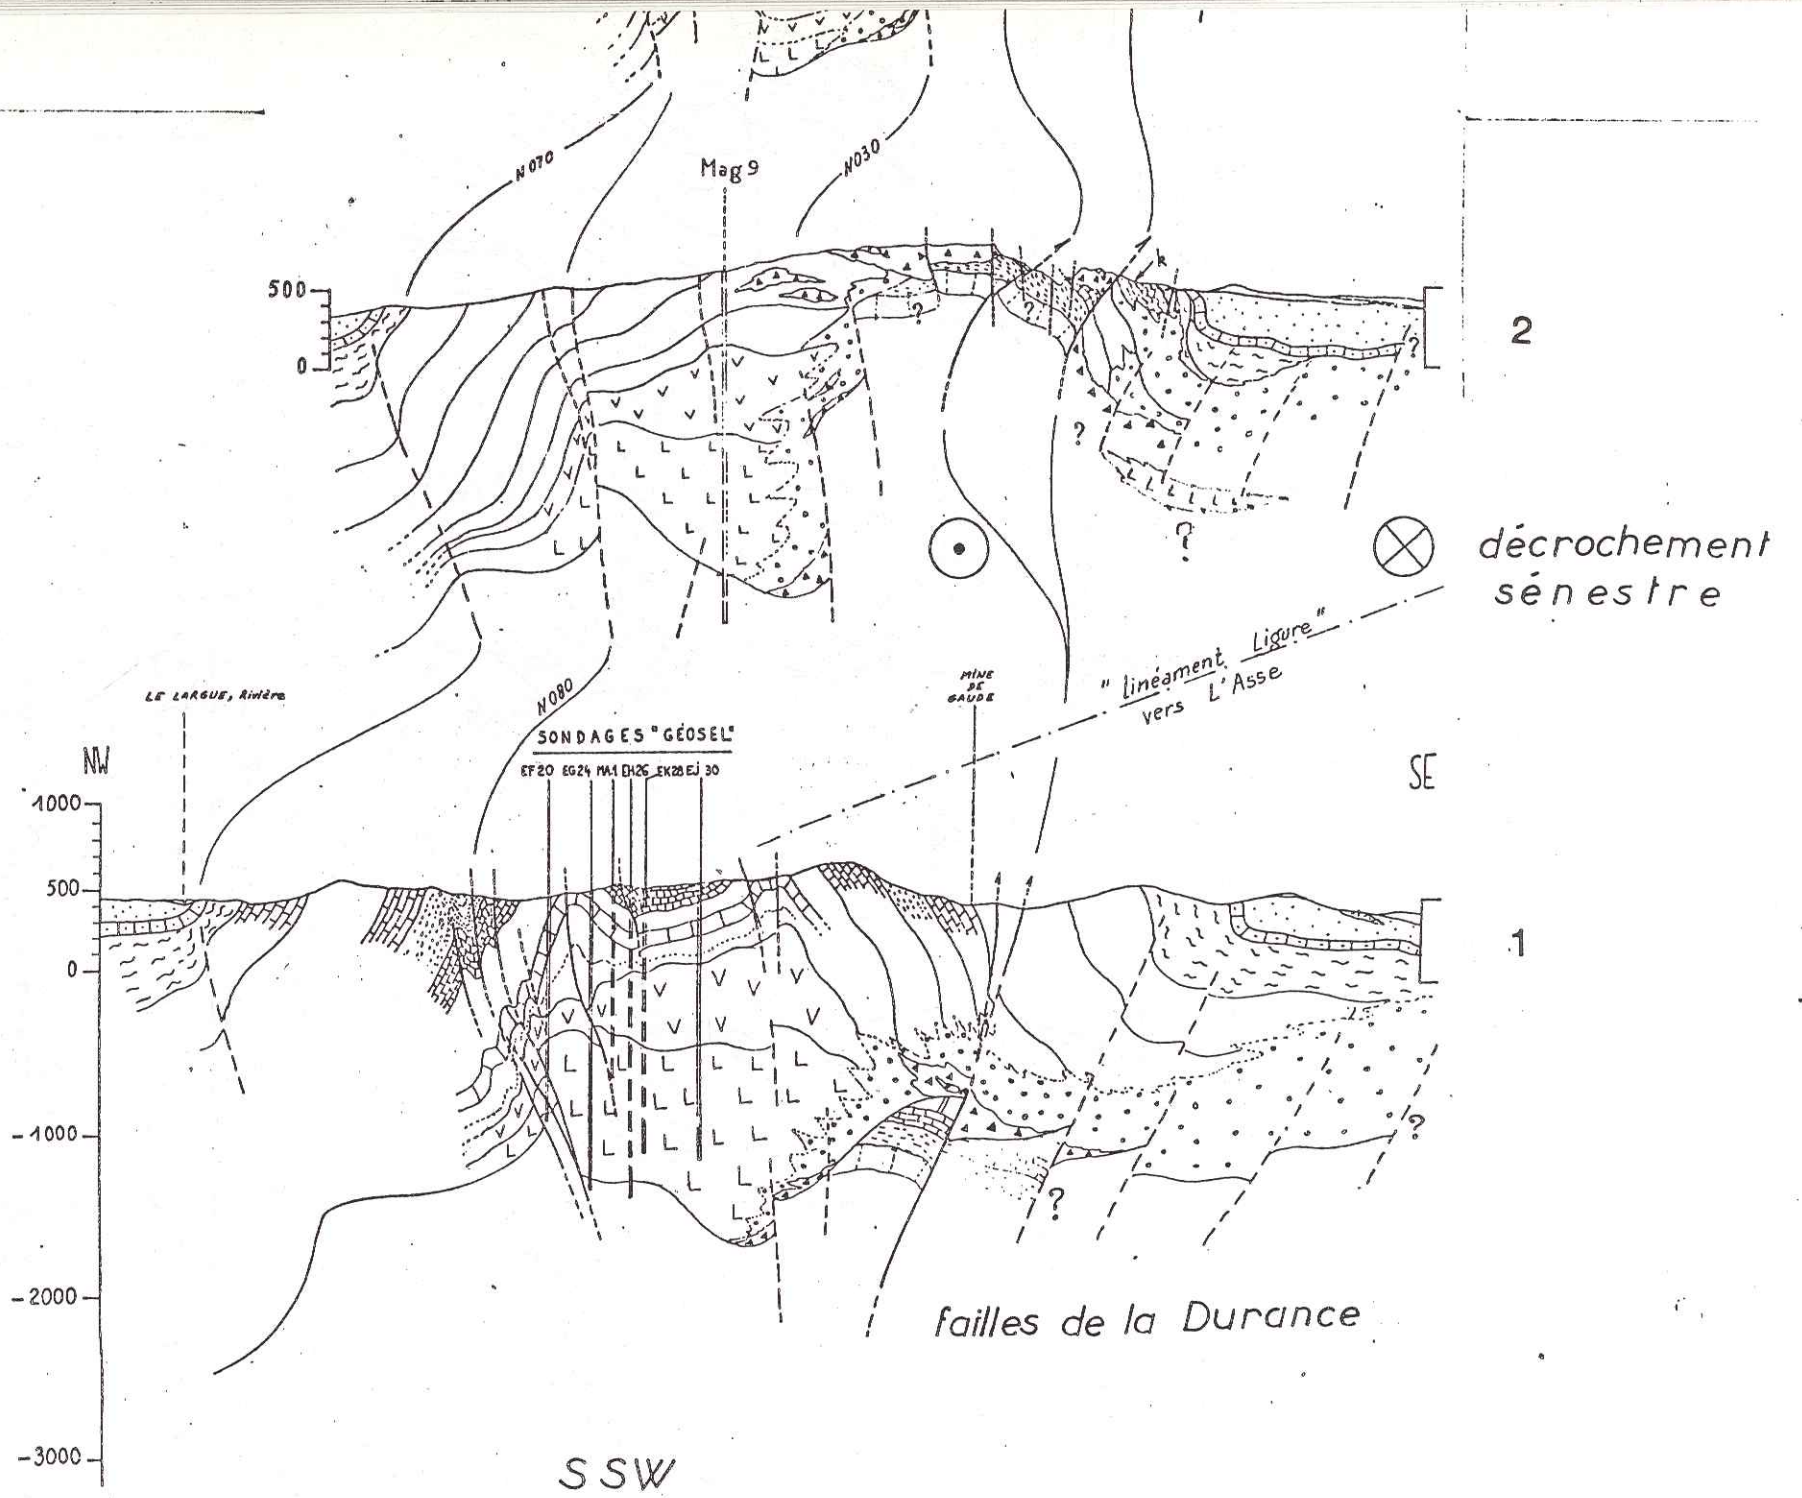 N070
Mag9
N030
k
500
0
?
?
?
?
?
2
décrochement
sénestre
"linéament Ligure"
vers L'Asse
LE LARGUE, Rivière
N080
MINE
DE
GAUDE
SONDAGES "GÉOSEL"
EF20 EG24 MA1 EH26 EK28 EJ 30
NW
SE
1000
500
0
-1000
-2000
-3000
1
?
?
failles de la Durance
SSW